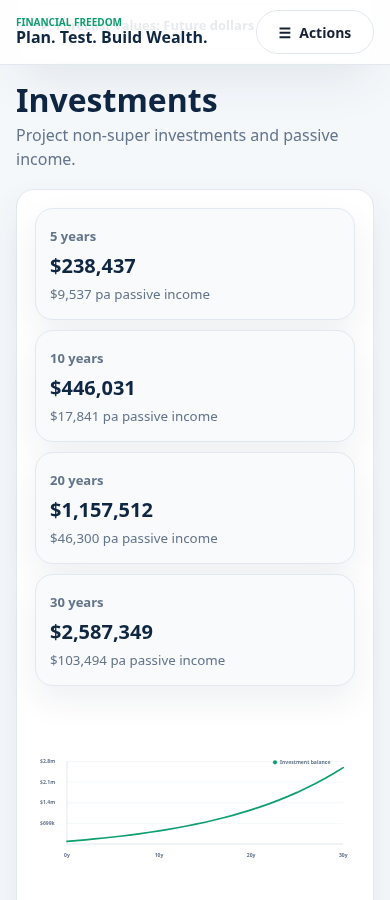 FINANCIAL FREEDOM
Plan. Test. Build Wealth.
values: Future dollars
☰ Actions
Investments
Project non-super investments and passive
income.
5 years
$238,437
$9,537 pa passive income
10 years
$446,031
$17,841 pa passive income
20 years
$1,157,512
$46,300 pa passive income
30 years
$2,587,349
$103,494 pa passive income
Investment balance
$2.8m
$2.1m
$1.4m
$699k
0y
10y
20y
30y